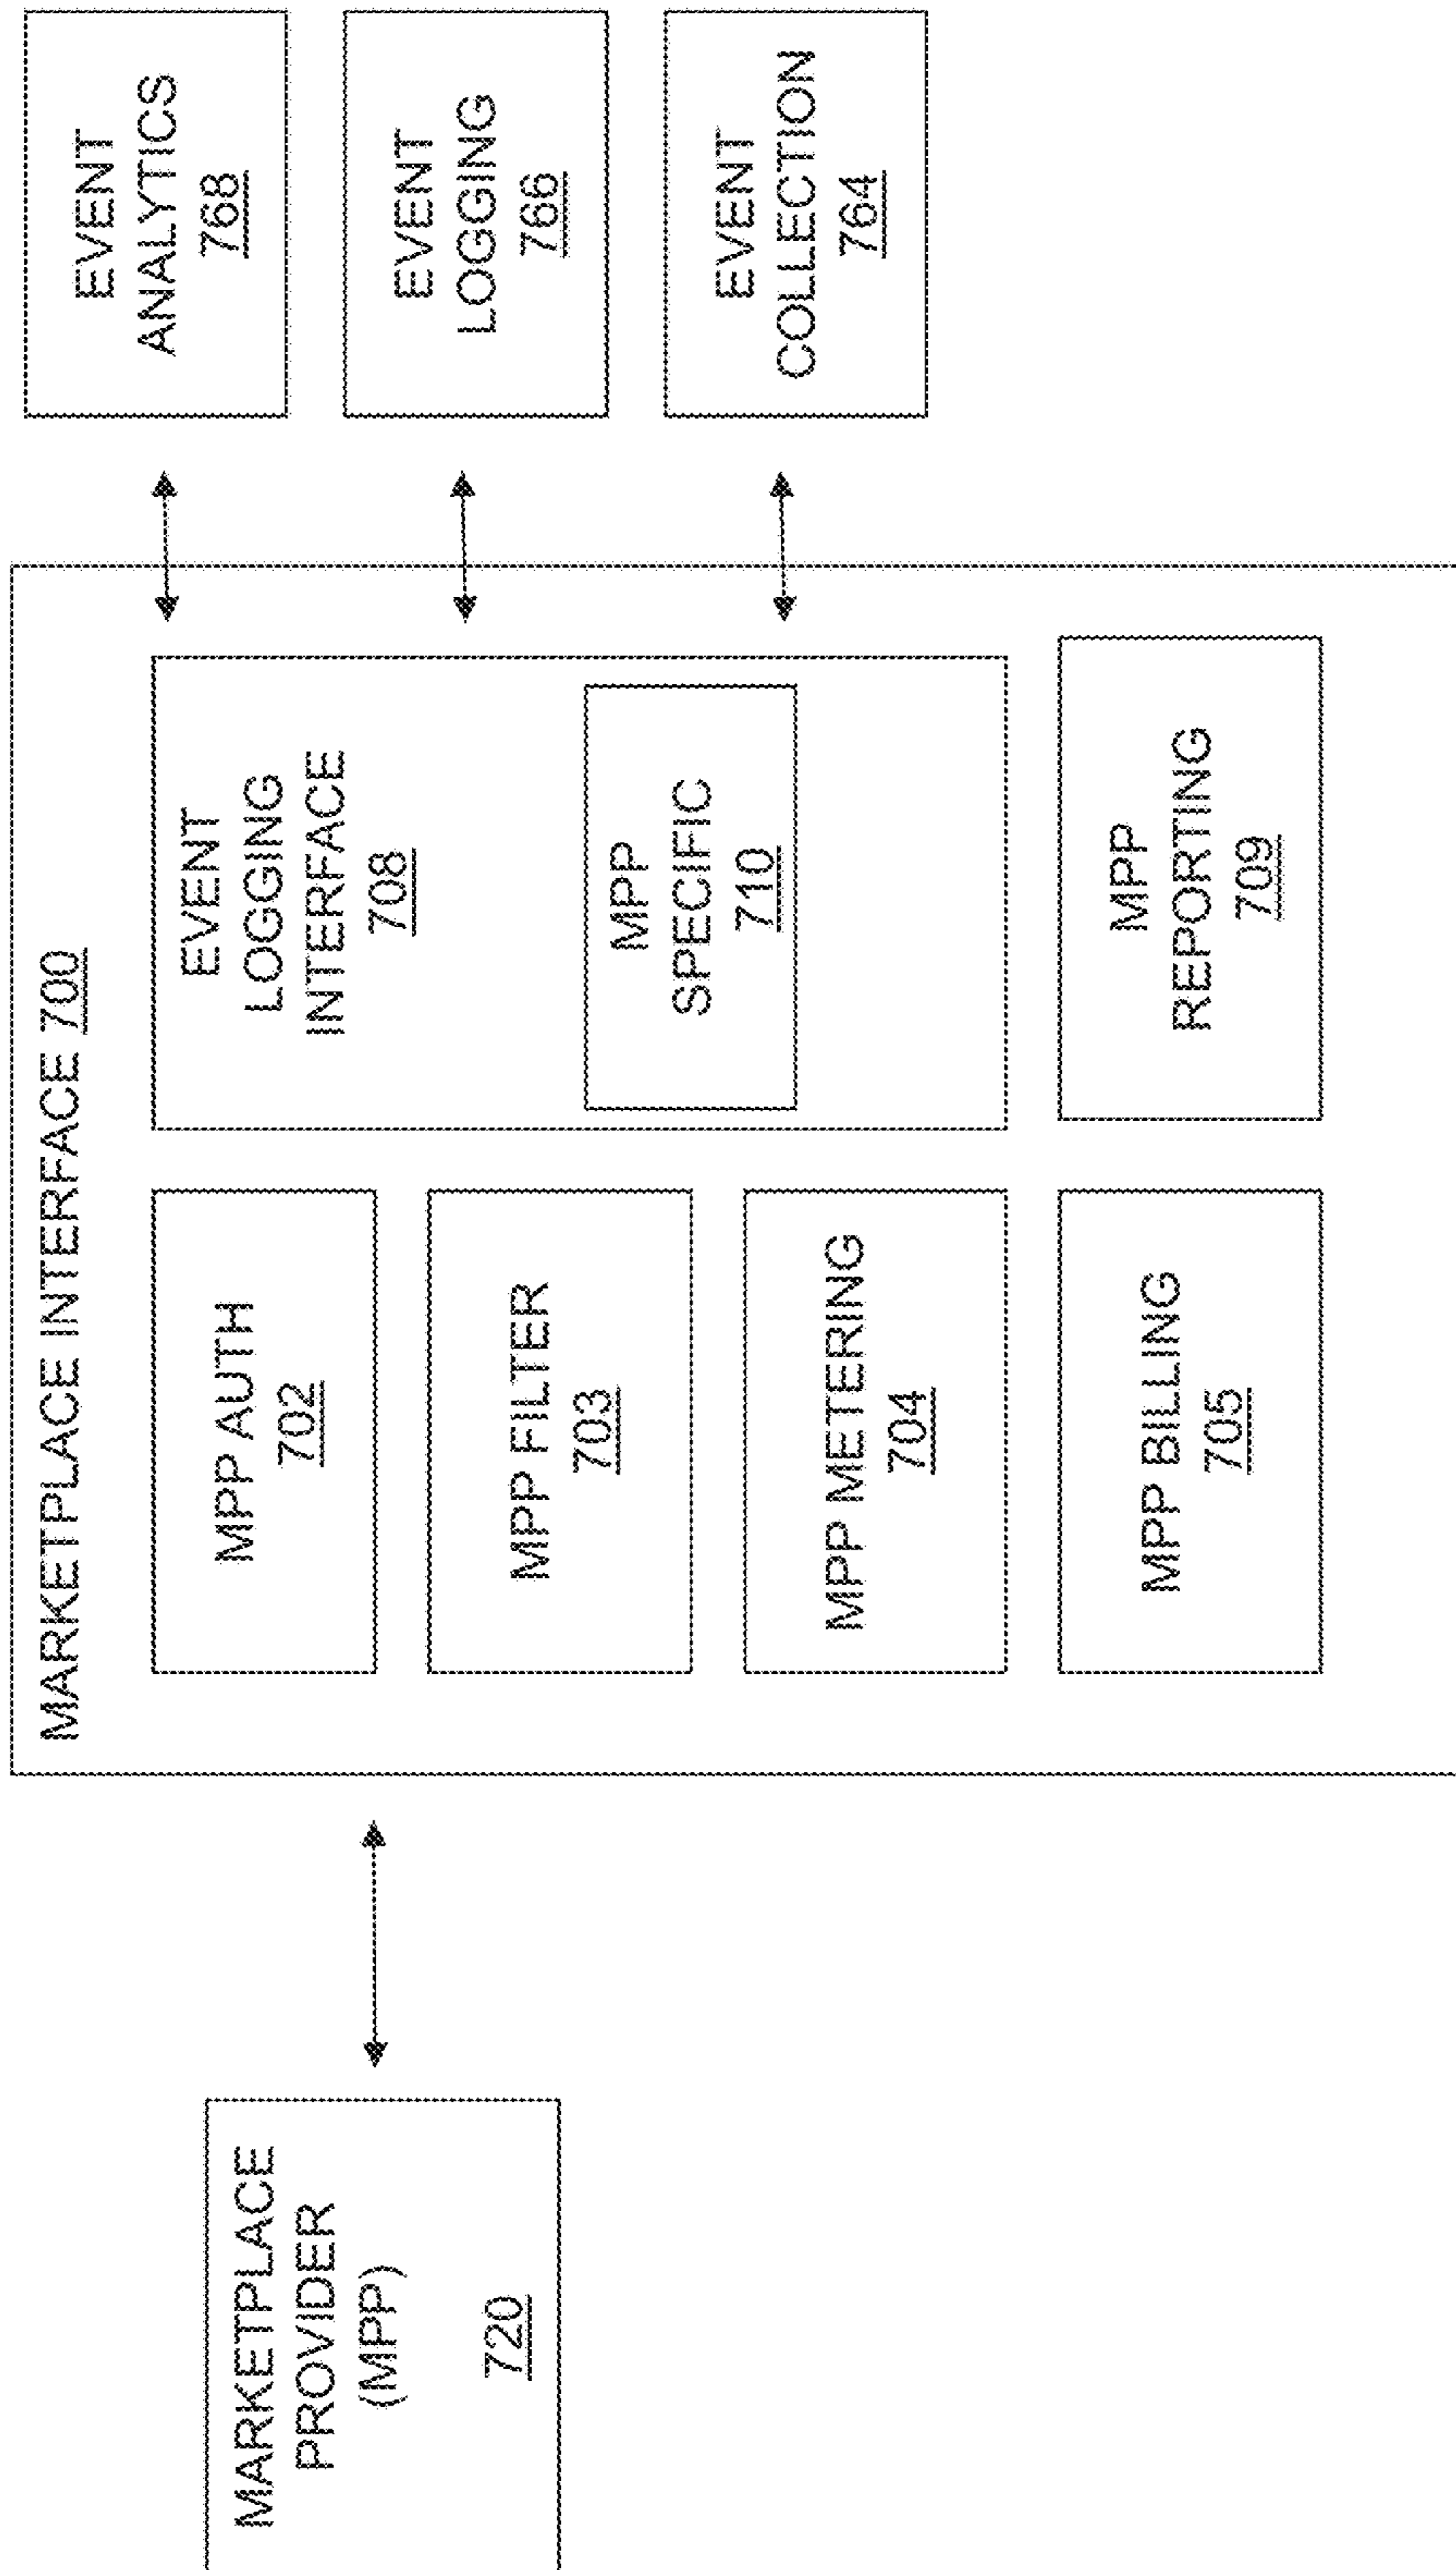 MARKETPLACE
PROVIDER
(MPP)
720
MARKETPLACE INTERFACE 700
MPP AUTH
702
MPP FILTER
703
MPP METERING
704
MPP BILLING
705
EVENT
LOGGING
INTERFACE
708
MPP
SPECIFIC
710
MPP
REPORTING
709
EVENT
ANALYTICS
768
EVENT
LOGGING
766
EVENT
COLLECTION
764